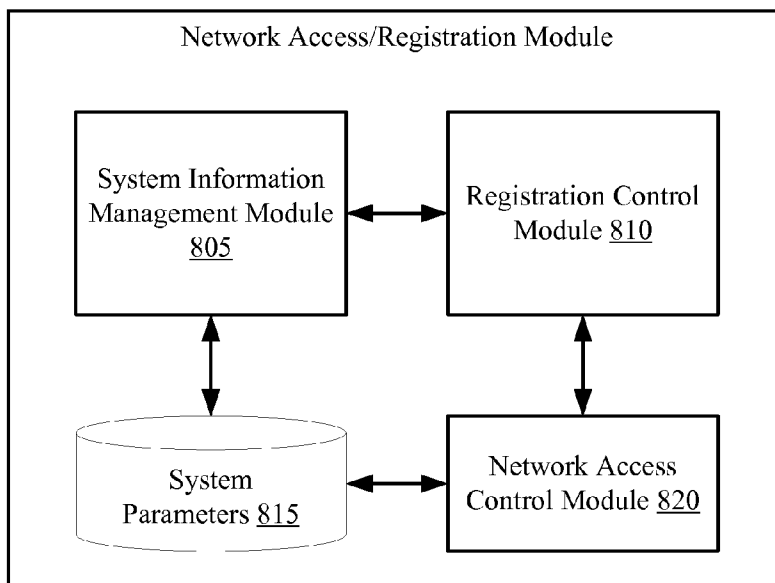 Network Access/Registration Module
System Information
Management Module
805
Registration Control
Module 810
System
Parameters 815
Network Access
Control Module 820